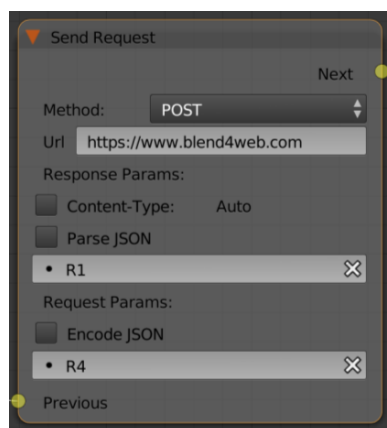 Send Request
Next
Method: POST
Url https://www.blend4web.com
Response Params:
Content-Type: Auto
Parse JSON
• R1
Request Params:
Encode JSON
• R4
Previous